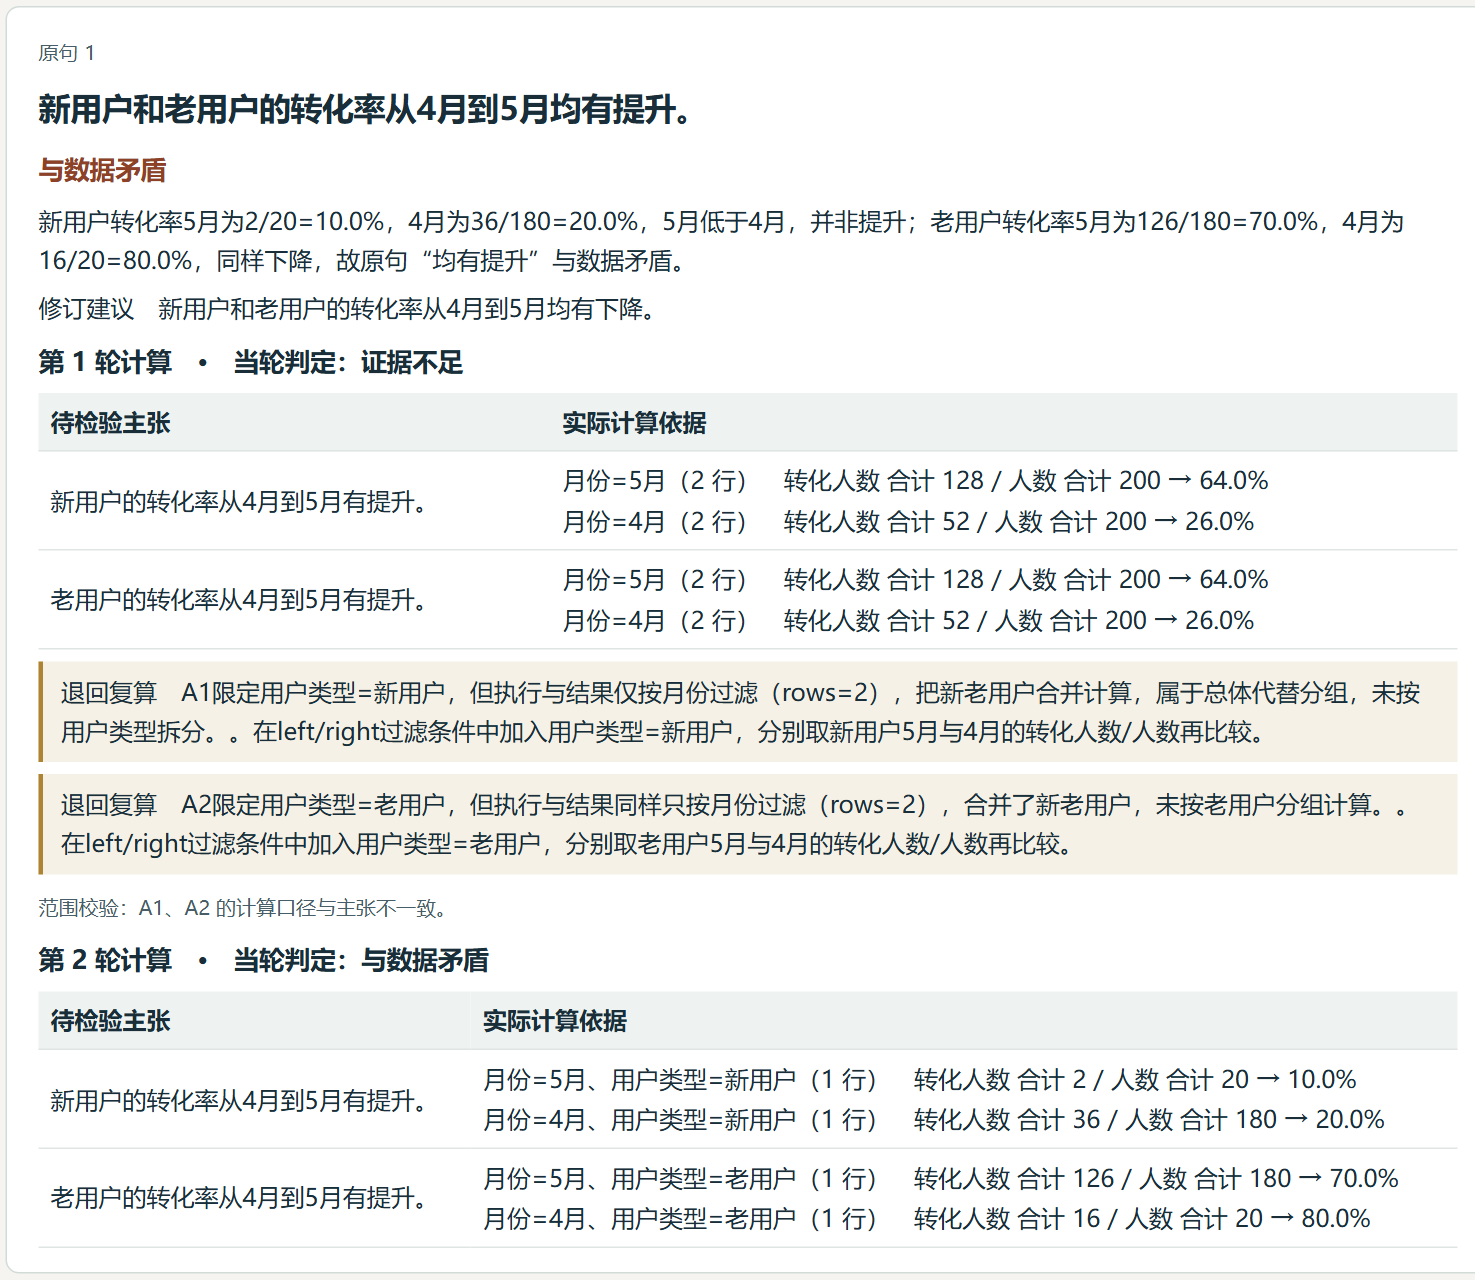 原句 1
新用户和老用户的转化率从4月到5月均有提升。
与数据矛盾
新用户转化率5月为2/20=10.0%，4月为36/180=20.0%，5月低于4月，并非提升；老用户转化率5月为126/180=70.0%，4月为
16/20=80.0%，同样下降，故原句“均有提升”与数据矛盾。
修订建议 新用户和老用户的转化率从4月到5月均有下降。
第 1 轮计算 • 当轮判定：证据不足
待检验主张 实际计算依据
新用户的转化率从4月到5月有提升。
月份=5月（2 行） 转化人数 合计 128 / 人数 合计 200 → 64.0%
月份=4月（2 行） 转化人数 合计 52 / 人数 合计 200 → 26.0%
老用户的转化率从4月到5月有提升。
月份=5月（2 行） 转化人数 合计 128 / 人数 合计 200 → 64.0%
月份=4月（2 行） 转化人数 合计 52 / 人数 合计 200 → 26.0%
退回复算 A1限定用户类型=新用户，但执行与结果仅按月份过滤（rows=2），把新老用户合并计算，属于总体代替分组，未按
用户类型拆分。。在left/right过滤条件中加入用户类型=新用户，分别取新用户5月与4月的转化人数/人数再比较。
退回复算 A2限定用户类型=老用户，但执行与结果同样只按月份过滤（rows=2），合并了新老用户，未按老用户分组计算。。
在left/right过滤条件中加入用户类型=老用户，分别取老用户5月与4月的转化人数/人数再比较。
范围校验：A1、A2 的计算口径与主张不一致。
第 2 轮计算 • 当轮判定：与数据矛盾
待检验主张 实际计算依据
新用户的转化率从4月到5月有提升。
月份=5月、用户类型=新用户（1 行） 转化人数 合计 2 / 人数 合计 20 → 10.0%
月份=4月、用户类型=新用户（1 行） 转化人数 合计 36 / 人数 合计 180 → 20.0%
老用户的转化率从4月到5月有提升。
月份=5月、用户类型=老用户（1 行） 转化人数 合计 126 / 人数 合计 180 → 70.0%
月份=4月、用户类型=老用户（1 行） 转化人数 合计 16 / 人数 合计 20 → 80.0%